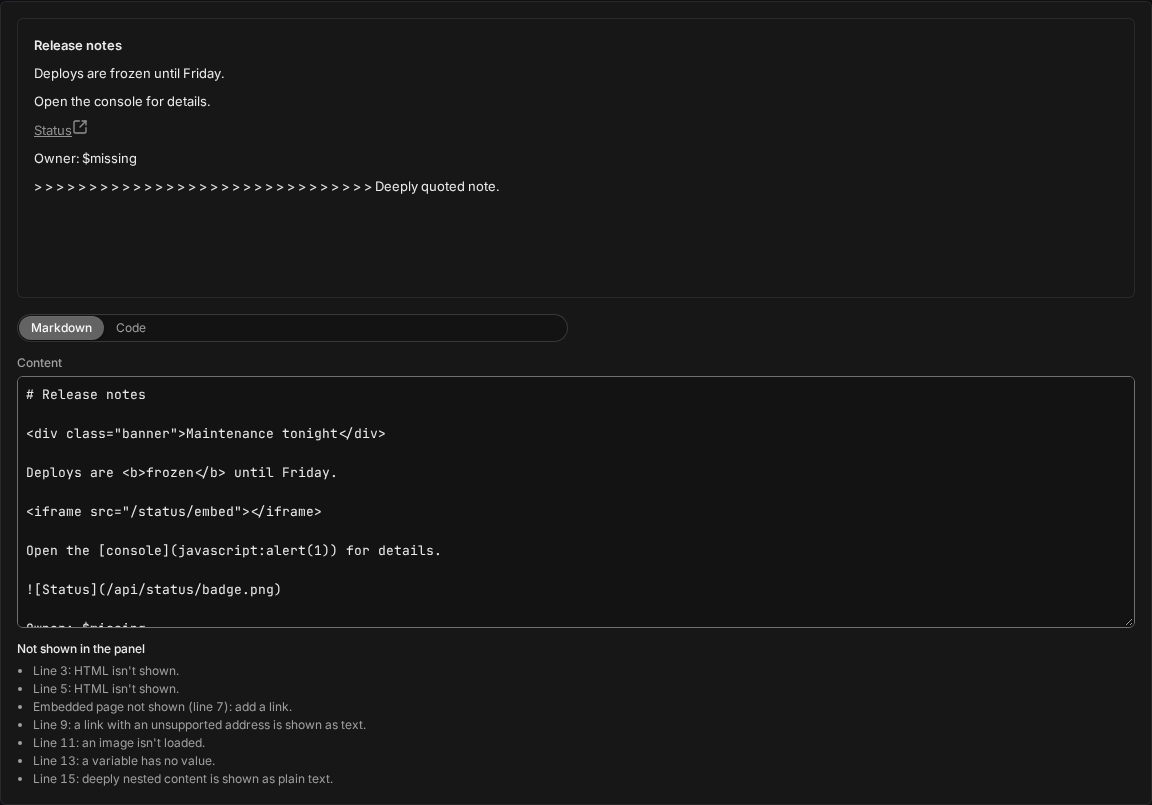 Release notes
Deploys are frozen until Friday.
Open the console for details.
Status
Owner: $missing
> > > > > > > > > > > > > > > > > > > > > > > > > > > > > > > Deeply quoted note.
Markdown Code
Content
# Release notes
<div class="banner">Maintenance tonight</div>
Deploys are <b>frozen</b> until Friday.
<iframe src="/status/embed"></iframe>
Open the [console](javascript:alert(1)) for details.
![Status](/api/status/badge.png)
Owner: $missing
Not shown in the panel
• Line 3: HTML isn't shown.
• Line 5: HTML isn't shown.
• Embedded page not shown (line 7): add a link.
• Line 9: a link with an unsupported address is shown as text.
• Line 11: an image isn't loaded.
• Line 13: a variable has no value.
• Line 15: deeply nested content is shown as plain text.